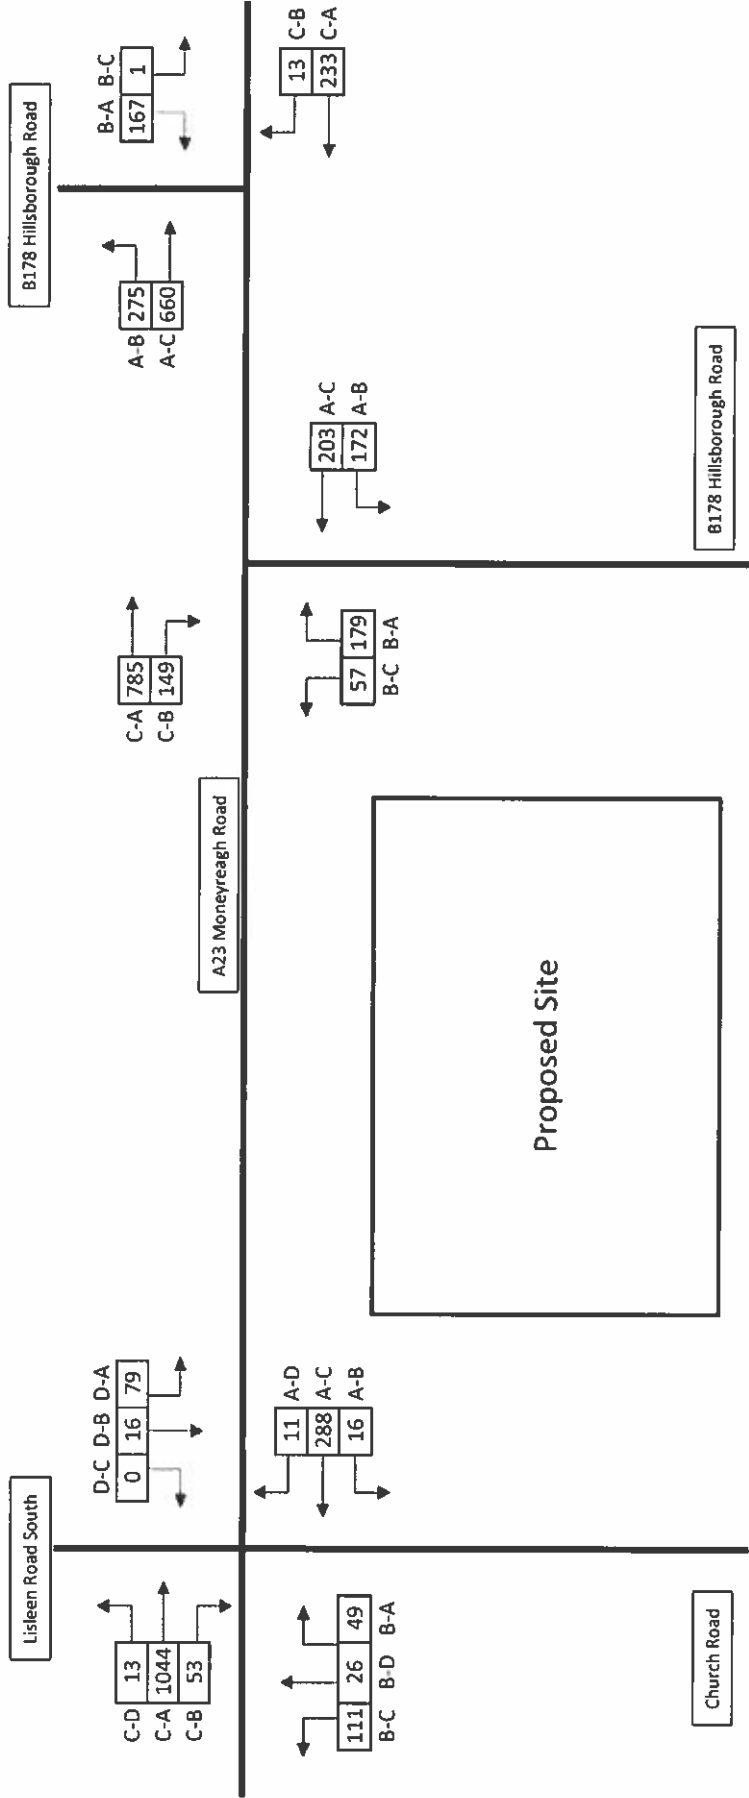 Lisleen Road South
B178 Hillsborough Road
C-D 13
C-A 1044
C-B 53
D-C D-B D-A
0 16 79
C-A 785
C-B 149
A-B 275
A-C 660
B-A B-C
167 1
A23 Moneyreagh Road
111 26 49
B-C B-D B-A
11 A-D
288 A-C
16 A-B
57 179
B-C B-A
203 A-C
172 A-B
13 C-B
233 C-A
Proposed Site
Church Road
B178 Hillsborough Road